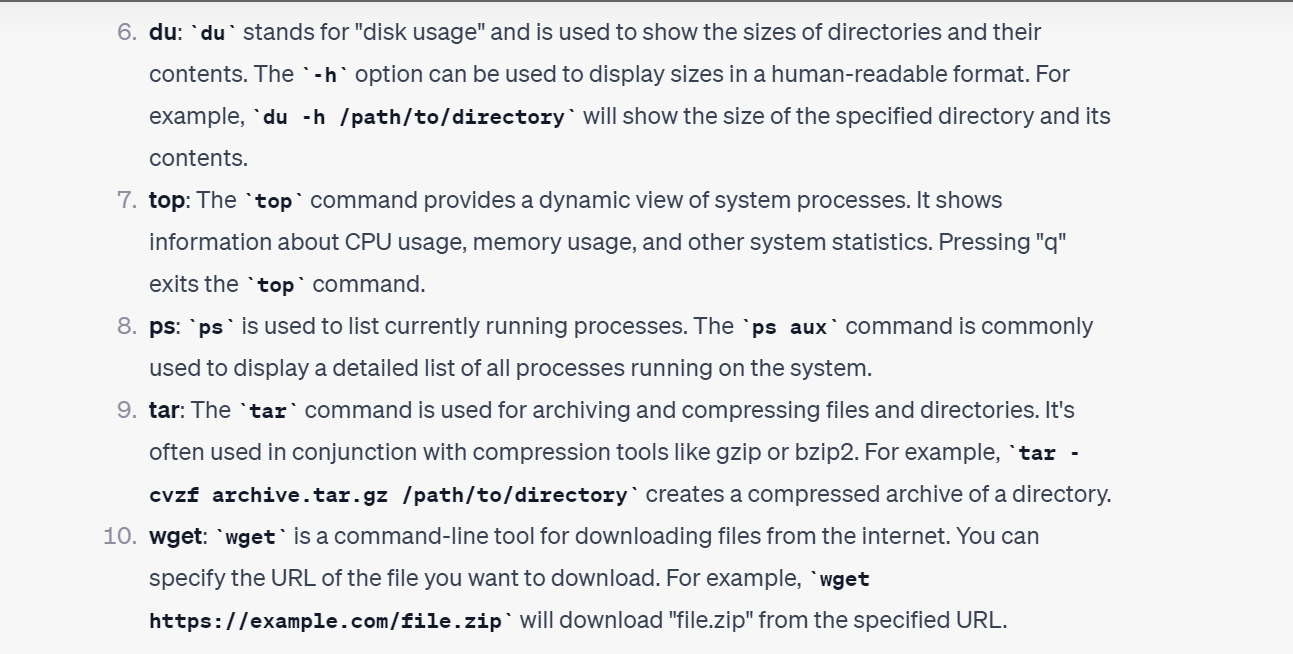 6. du: `du` stands for "disk usage" and is used to show the sizes of directories and their
contents. The `-h` option can be used to display sizes in a human-readable format. For
example, `du -h /path/to/directory` will show the size of the specified directory and its
contents.
7. top: The `top` command provides a dynamic view of system processes. It shows
information about CPU usage, memory usage, and other system statistics. Pressing "q"
exits the `top` command.
8. ps: `ps` is used to list currently running processes. The `ps aux` command is commonly
used to display a detailed list of all processes running on the system.
9. tar: The `tar` command is used for archiving and compressing files and directories. It's
often used in conjunction with compression tools like gzip or bzip2. For example, `tar -
cvzf archive.tar.gz /path/to/directory` creates a compressed archive of a directory.
10. wget: `wget` is a command-line tool for downloading files from the internet. You can
specify the URL of the file you want to download. For example, `wget
https://example.com/file.zip` will download "file.zip" from the specified URL.